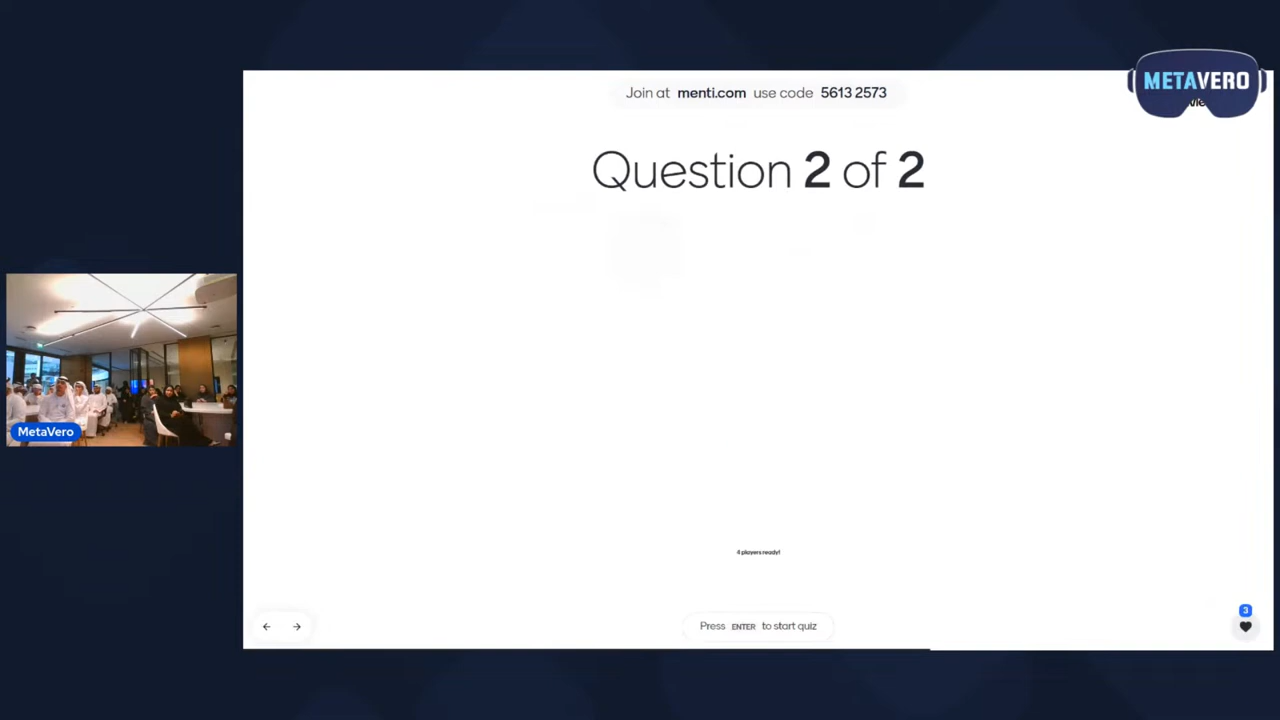 Join at menti.com use code 5613 2573
METAVERO
Question 2 of 2
MetaVero
4 players ready!
3
Press ENTER to start quiz